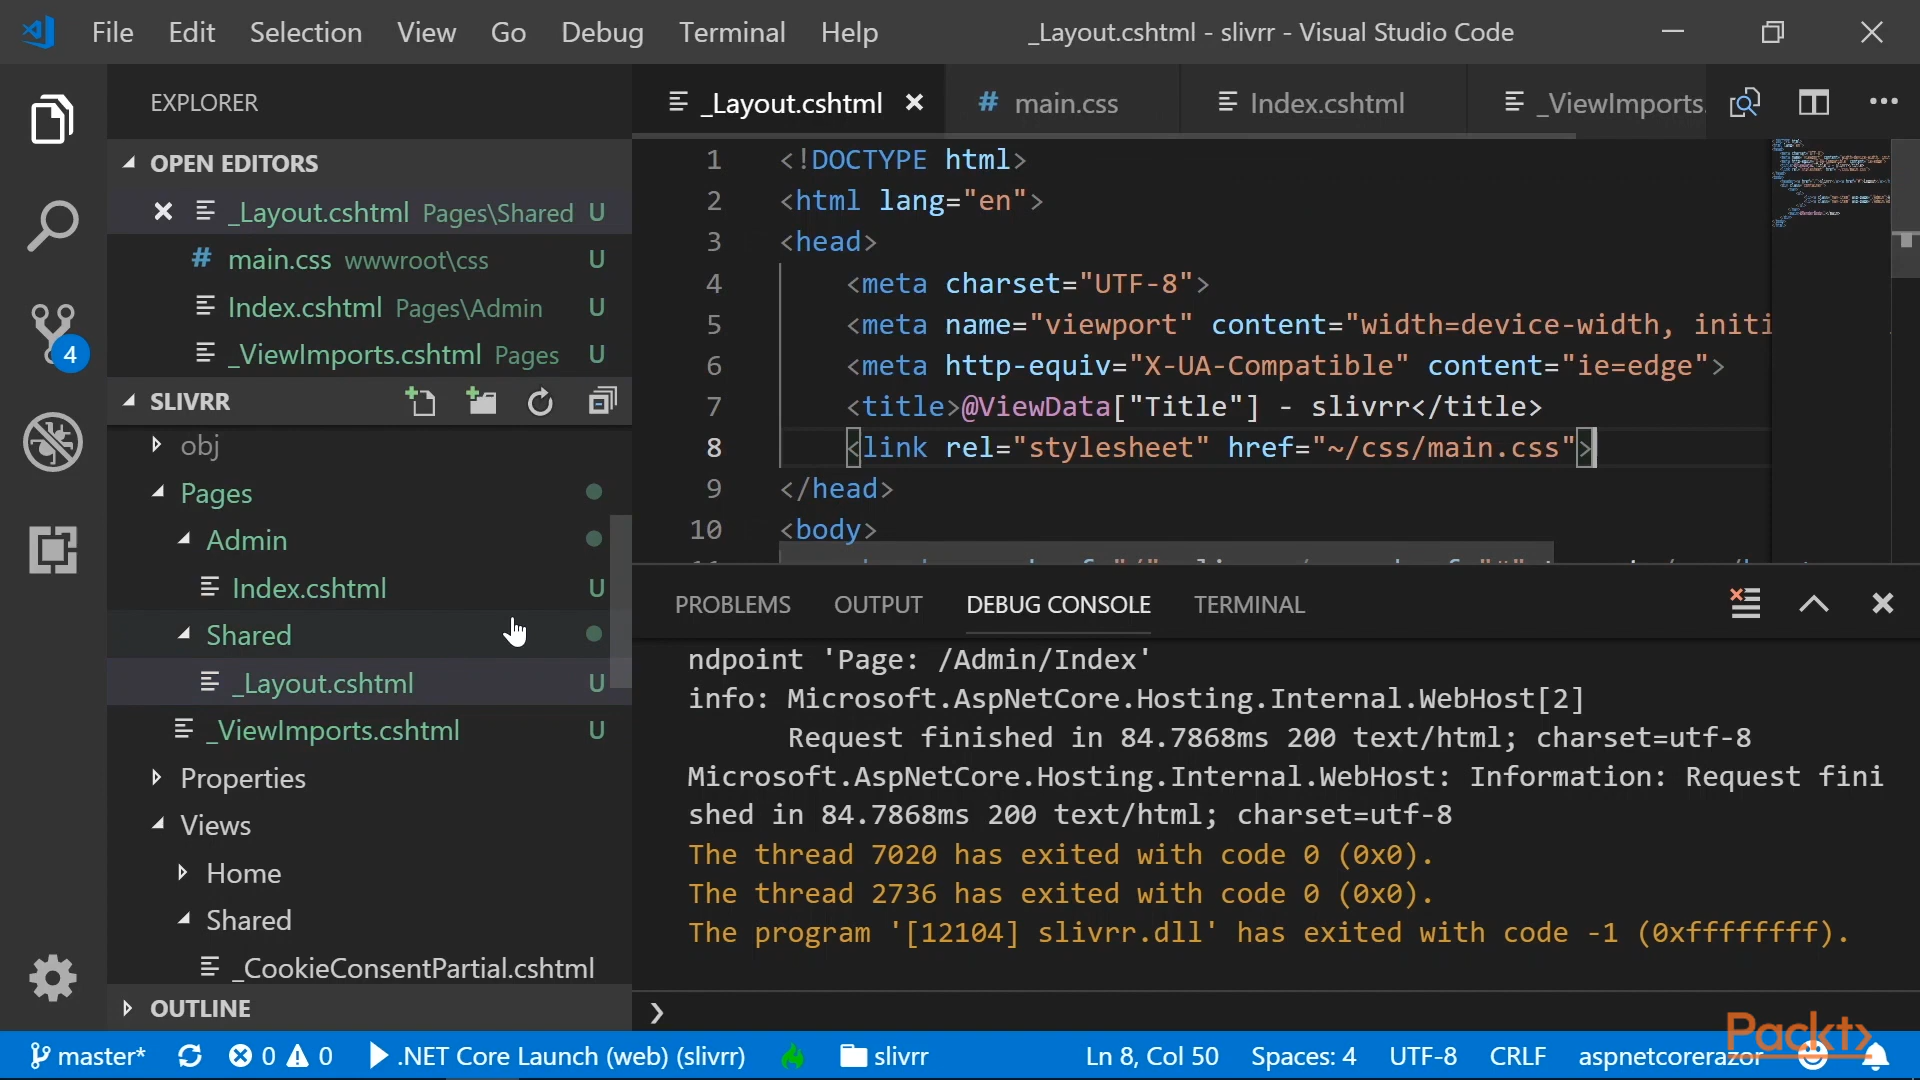 File Edit Selection View Go Debug Terminal Help
_Layout.cshtml - slivrr - Visual Studio Code
EXPLORER
OPEN EDITORS
_Layout.cshtml Pages\Shared U
# main.css wwwroot\css U
Index.cshtml Pages\Admin U
_ViewImports.cshtml Pages U
4
SLIVRR
obj
Pages
Admin
Index.cshtml U
Shared
_Layout.cshtml U
_ViewImports.cshtml U
Properties
Views
Home
Shared
_CookieConsentPartial.cshtml
OUTLINE
_Layout.cshtml # main.css Index.cshtml _ViewImports.
1 <!DOCTYPE html>
2 <html lang="en">
3 <head>
4 <meta charset="UTF-8">
5 <meta name="viewport" content="width=device-width, initi
6 <meta http-equiv="X-UA-Compatible" content="ie=edge">
7 <title>@ViewData["Title"] - slivrr</title>
8 <link rel="stylesheet" href="~/css/main.css">
9 </head>
10 <body>
PROBLEMS OUTPUT DEBUG CONSOLE TERMINAL
ndpoint 'Page: /Admin/Index'
info: Microsoft.AspNetCore.Hosting.Internal.WebHost[2]
Request finished in 84.7868ms 200 text/html; charset=utf-8
Microsoft.AspNetCore.Hosting.Internal.WebHost: Information: Request fini
shed in 84.7868ms 200 text/html; charset=utf-8
The thread 7020 has exited with code 0 (0x0).
The thread 2736 has exited with code 0 (0x0).
The program '[12104] slivrr.dll' has exited with code -1 (0xffffffff).
Packt>
master* 0 0 .NET Core Launch (web) (slivrr) slivrr Ln 8, Col 50 Spaces: 4 UTF-8 CRLF aspnetcorerazor